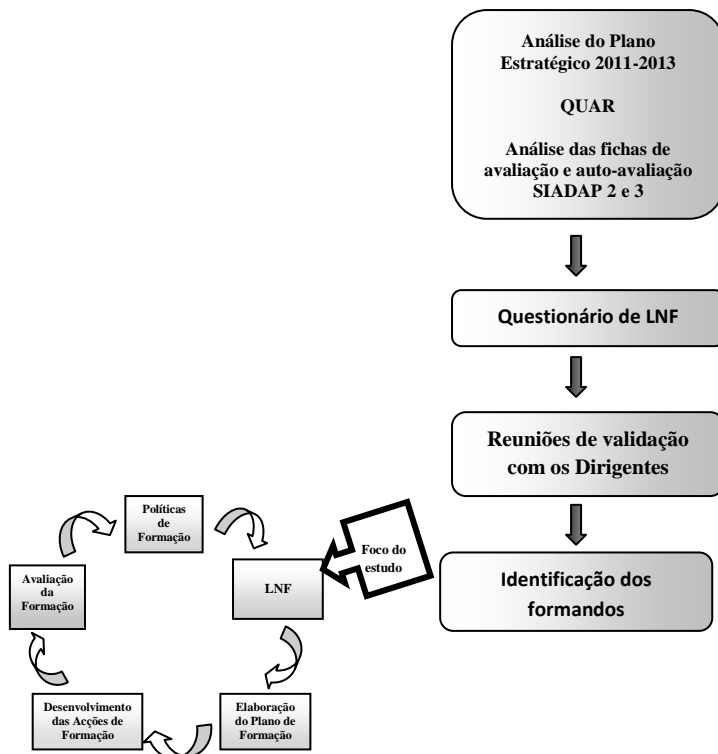 Análise do Plano
Estratégico 2011-2013
QUAR
Análise das fichas de
avaliação e auto-avaliação
SIADAP 2 e 3
Questionário de LNF
Reuniões de validação
com os Dirigentes
Identificação dos
formandos
Foco do
estudo
Políticas
de
Formação
LNF
Elaboração
do Plano de
Formação
Desenvolvimento
das Acções de
Formação
Avaliação
da
Formação